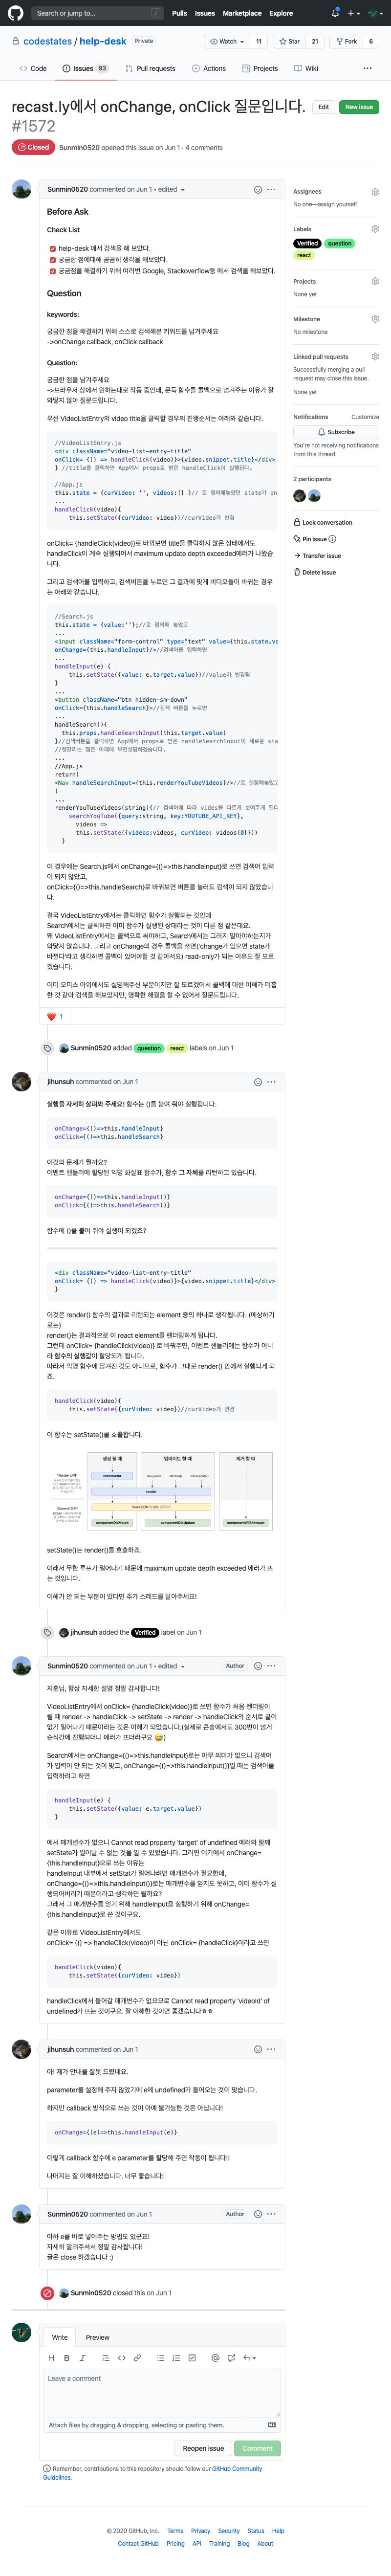 Search or jump to...
/
Pulls Issues Marketplace Explore
codestates / help-desk Private
Watch 11
Star 21
Fork 6
Code
Issues 93
Pull requests
Actions
Projects
Wiki
recast.ly에서 onChange, onClick 질문입니다.
#1572
Edit
New issue
Closed
Sunmin0520 opened this issue on Jun 1 · 4 comments
Sunmin0520 commented on Jun 1 • edited
Before Ask
Check List
help-desk 에서 검색을 해 보았다.
궁금한 점에대해 곰곰히 생각을 해보았다.
궁금점을 해결하기 위해 여러번 Google, Stackoverflow등 에서 검색을 해보았다.
Question
keywords:
궁금한 점을 해결하기 위해 스스로 검색해본 키워드를 남겨주세요
->onChange callback, onClick callback
Question:
궁금한 점을 남겨주세요
->브라우저 상에서 원하는대로 작동 중인데, 문득 함수를 콜백으로 넘겨주는 이유가 잘
와닿지 않아 질문드립니다.
우선 VideoListEntry의 video title을 클릭할 경우의 진행순서는 아래와 같습니다.
//VideoListEntry.js
<div className="video-list-entry-title"
onClick= {() => handleClick(video)}>{video.snippet.title}</div>
} //title을 클릭하면 App에서 props로 받은 handleClick이 실행된다.
//App.js
this.state = {curVideo: '', videos:[] }// 로 정의해놓았던 state가 on
...
handleClick(video){
this.setState({curVideo: video})//curVideo가 변경
onClick= {handleClick(video)}로 바꿔보면 title을 클릭하지 않은 상태에서도
handleClick이 계속 실행되어서 maximum update depth exceeded에러가 나왔습
니다.
그리고 검색어를 입력하고, 검색버튼을 누르면 그 결과에 맞게 비디오들이 바뀌는 경우
는 아래와 같습니다.
//Search.js
this.state = {value:''};//로 정의해 놓았고
...
<input className="form-control" type="text" value={this.state.va
onChange={this.handleInput}/>//검색어를 입력하면
...
handleInput(e) {
this.setState({value: e.target.value})//value가 변경됨
}
...
<button className="btn hidden-sm-down"
onClick={this.handleSearch}>//검색 버튼을 누르면
...
handleSearch(){
this.props.handleSearchInput(this.target.value)
}//검색버튼을 클릭하면 App에서 props로 받은 handleSearchInput이 새로운 sta
//헷갈리는 점은 아래에 부연설명하겠습니다.
...
//App.js
return(
<Nav handleSearchInput={this.renderYouTubeVideos}/>//로 설정해놓았고
)
...
renderYouTubeVideos(string){// 검색어에 따라 vides를 다르게 보여주게 된다
searchYouTube({query:string, key:YOUTUBE_API_KEY},
videos =>
this.setState({videos:videos, curVideo: videos[0]}))
}
이 경우에는 Search.js에서 onChange={()=>this.handleInput}로 쓰면 검색어 입력
이 되지 않았고,
onClick={()=>this.handleSearch}로 바꿔보면 버튼을 눌러도 검색이 되지 않았습니
다.
결국 VideoListEntry에서는 클릭하면 함수가 실행되는 것인데
Search에서는 클릭하면 이미 함수가 실행된 상태라는 것이 다른 점 같은데요.
왜 VideoListEntry에서는 콜백으로 써야하고, Search에서는 그러지 말아야하는지가
와닿지 않습니다. 그리고 onChange의 경우 콜백을 쓰면('change가 있으면 state가
바뀐다'라고 생각하면 콜백이 있어야할 것 같아서요) read-only가 되는 이유도 잘 모르
겠습니다.
이미 오피스 아워에서도 설명해주신 부분이지만 잘 모르겠어서 콜백에 대한 이해가 미흡
한 것 같아 검색을 해보았지만, 명확한 해결을 할 수 없어서 질문드립니다.
❤️ 1
Sunmin0520 added question react labels on Jun 1
jihunsuh commented on Jun 1
실행을 자세히 살펴봐 주세요! 함수는 ()를 붙여 줘야 실행됩니다.
onChange={()=>this.handleInput}
onClick={()=>this.handleSearch}
이것의 문제가 뭘까요?
이벤트 핸들러에 할당된 익명 화살표 함수가, 함수 그 자체를 리턴하고 있습니다.
onChange={()=>this.handleInput()}
onClick={()=>this.handleSearch()}
함수에 ()를 붙여 줘야 실행이 되겠죠?
<div className="video-list-entry-title"
onClick= {() => handleClick(video)}>{video.snippet.title}</div>
}
이것은 render() 함수의 결과로 리턴되는 element 중의 하나로 생각됩니다. (예상하기
로는)
render()는 결과적으로 이 react element를 렌더링하게 됩니다.
그런데 onClick= {handleClick(video)} 로 바꿔주면, 이벤트 핸들러에는 함수가 아니
라 함수의 실행값이 할당되게 됩니다.
따라서 익명 함수에 담겨진 것도 아니므로, 함수가 그대로 render() 안에서 실행되게 되
죠.
handleClick(video){
this.setState({curVideo: video})//curVideo가 변경
이 함수는 setState()를 호출합니다.
생성 될 때
업데이트 할 때
제거 할 때
"Render 단계"
constructor
render
"Commit 단계"
componentDidMount
componentDidUpdate
componentWillUnmount
setState()는 render()를 호출하죠.
이래서 무한 루프가 일어나기 때문에 maximum update depth exceeded 에러가 뜨
는 것입니다.
이해가 안 되는 부분이 있다면 추가 스레드를 달아주세요!
jihunsuh added the Verified label on Jun 1
Sunmin0520 commented on Jun 1 • edited
Author
지훈님, 항상 자세한 설명 정말 감사합니다!
VideoListEntry에서 onClick= {handleClick(video)}로 쓰면 함수가 처음 렌더링이
될 때 render -> handleClick -> setState -> render -> handleClick의 순서로 끝이
없기 일어나기 때문이라는 것은 이해가 되었습니다.(실제로 콘솔에서도 300번이 넘게
순식간에 진행되더니 에러가 뜨더라구요 😅)
Search에서는 onChange={()=>this.handleInput}로는 아무 의미가 없으니 검색어
가 입력이 안 되는 것이 맞고, onChange={()=>this.handleInput()}일 때는 검색어를
입력하려고 하면
handleInput(e) {
this.setState({value: e.target.value})
}
에서 매개변수가 없으니 Cannot read property 'target' of undefined 에러와 함께
setState가 일어날 수 없는 것을 알 수 있었습니다. 그러면 여기에서 onChange=
{this.handleInput}으로 쓰는 이유는
handleInput 내부에서 setStat가 일어나려면 매개변수가 필요한데,
onChange={()=>this.handleInput()}로는 매개변수를 얻지도 못하고, 이미 함수가 실
행되어버리기 때문이라고 생각하면 될까요?
그래서 그 매개변수를 얻기 위해 handleInput을 실행하기 위해 onChange=
{this.handleInput}로 쓴 것이구요.
같은 이유로 VideoListEntry에서도
onClick= {() => handleClick(video)}이 아닌 onClick= {handleClick}이라고 쓰면
handleClick(video){
this.setState({curVideo: video})
handleClick에서 들어갈 매개변수가 없으므로 Cannot read property 'videoId' of
undefined가 뜨는 것이구요. 잘 이해한 것이면 좋겠습니다ㅎㅎ
jihunsuh commented on Jun 1
아! 제가 안내를 잘못 드렸네요.
parameter를 설정해 주지 않았기에 e에 undefined가 들어오는 것이 맞습니다.
하지만 callback 방식으로 쓰는 것이 아예 불가능한 것은 아닙니다!
onChange={(e)=>this.handleInput(e)}
이렇게 callback 함수에 e parameter를 할당해 주면 작동이 됩니다!!
나머지는 잘 이해하셨습니다. 너무 좋습니다!
Sunmin0520 commented on Jun 1
Author
아하 e를 바로 넣어주는 방법도 있군요!
자세히 알려주셔서 정말 감사합니다!
글은 close 하겠습니다 :)
Sunmin0520 closed this on Jun 1
Write Preview
Leave a comment
Attach files by dragging & dropping, selecting or pasting them.
Reopen issue
Comment
Remember, contributions to this repository should follow our GitHub Community
Guidelines.
Assignees
No one—assign yourself
Labels
Verified question
react
Projects
None yet
Milestone
No milestone
Linked pull requests
Successfully merging a pull
request may close this issue.
None yet
Notifications Customize
Subscribe
You're not receiving notifications
from this thread.
2 participants
Lock conversation
Pin issue
Transfer issue
Delete issue
© 2020 GitHub, Inc. Terms Privacy Security Status Help
Contact GitHub Pricing API Training Blog About